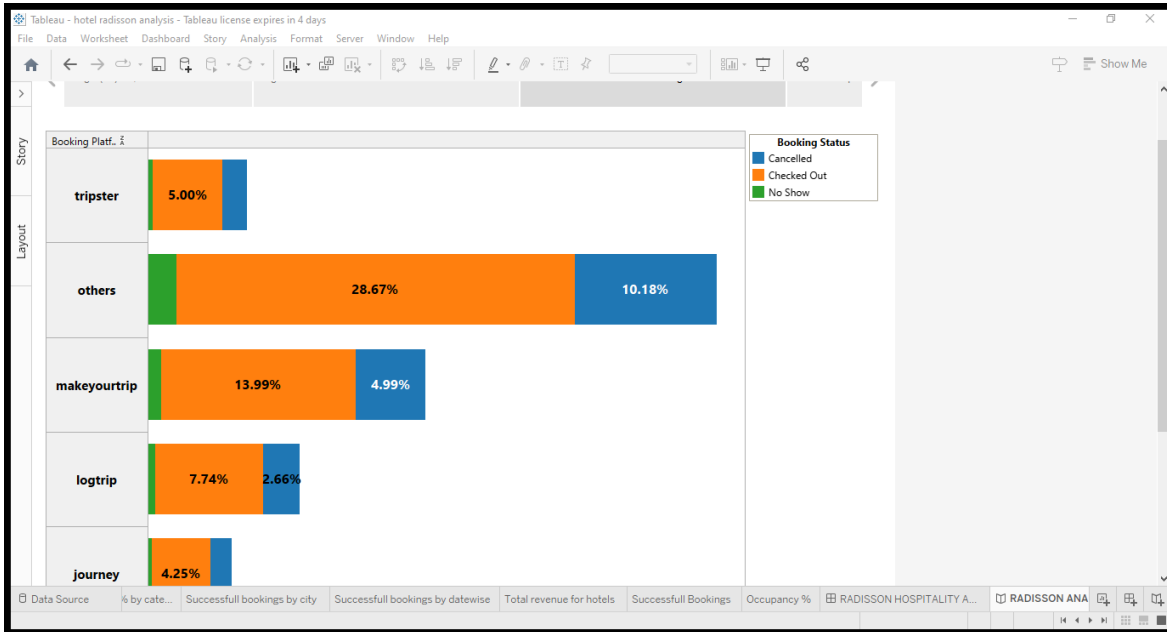 Tableau - hotel radisson analysis - Tableau license expires in 4 days
File Data Worksheet Dashboard Story Analysis Format Server Window Help
Show Me
Story
Layout
Booking Platf..
Booking Status
Cancelled
Checked Out
No Show
tripster 5.00%
others 28.67% 10.18%
makeyourtrip 13.99% 4.99%
logtrip 7.74% 2.66%
journey 4.25%
Data Source % by cate... Successfull bookings by city Successfull bookings by datewise Total revenue for hotels Successfull Bookings Occupancy % RADISSON HOSPITALITY A... RADISSON ANA